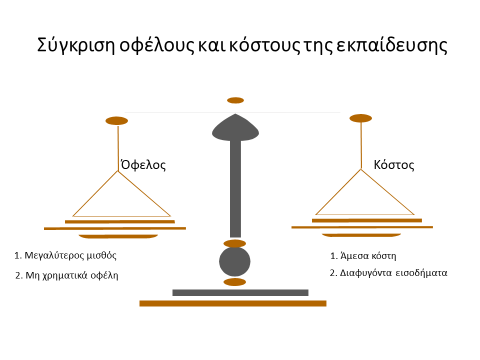 Σύγκριση οφέλους και κόστους της εκπαίδευσης
Όφελος
Κόστος
1. Μεγαλύτερος μισθός
2. Μη χρηματικά οφέλη
1. Άμεσα κόστη
2. Διαφυγόντα εισοδήματα